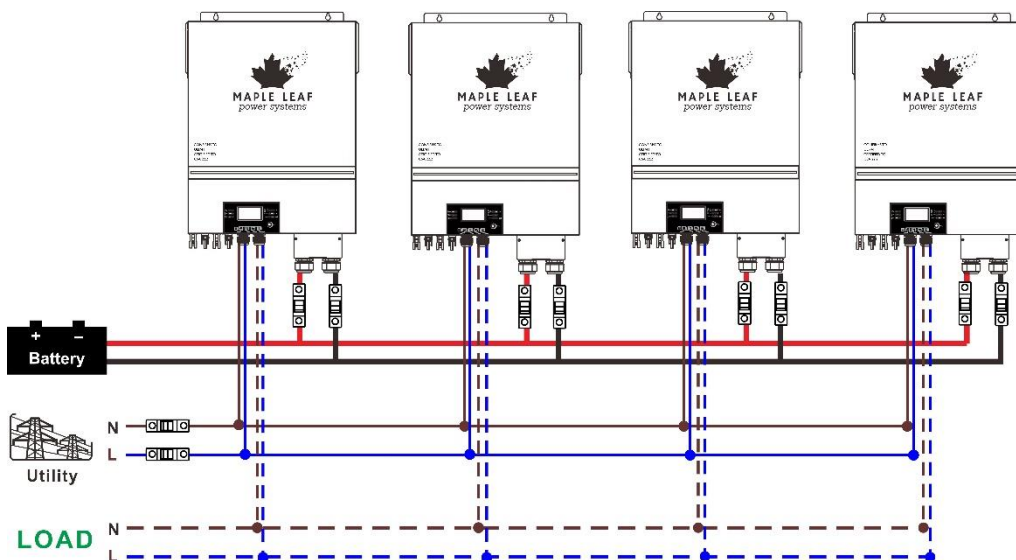 MAPLE LEAF
power systems
MAPLE LEAF
power systems
MAPLE LEAF
power systems
MAPLE LEAF
power systems
+ −
Battery
N
L
Utility
N
LOAD
L